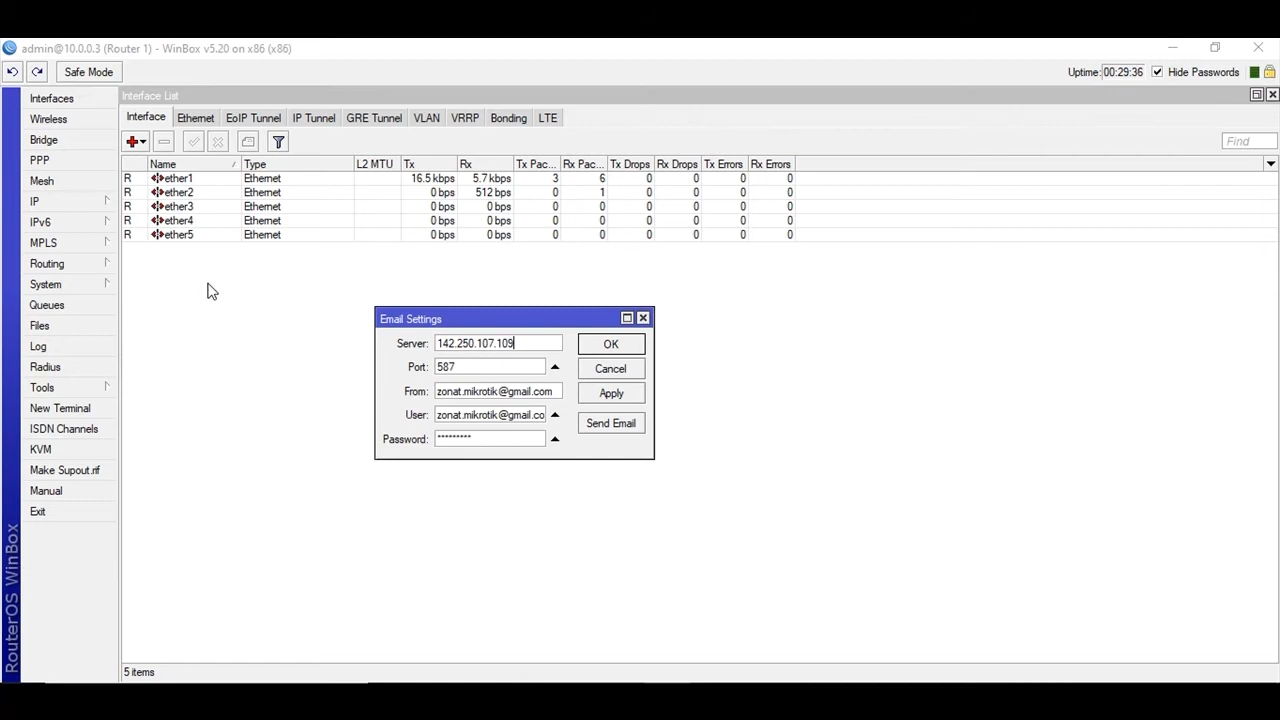 admin@10.0.0.3 (Router 1) - WinBox v5.20 on x86 (x86)
Safe Mode
Uptime: 00:29:36 Hide Passwords
Interfaces
Wireless
Bridge
PPP
Mesh
IP
IPv6
MPLS
Routing
System
Queues
Files
Log
Radius
Tools
New Terminal
ISDN Channels
KVM
Make Supout.rif
Manual
Exit
RouterOS WinBox
Interface List
Interface Ethernet EoIP Tunnel IP Tunnel GRE Tunnel VLAN VRRP Bonding LTE
Find
Name Type L2 MTU Tx Rx Tx Pac... Rx Pac... Tx Drops Rx Drops Tx Errors Rx Errors
R ether1 Ethernet 16.5 kbps 5.7 kbps 3 6 0 0 0 0
R ether2 Ethernet 0 bps 512 bps 0 1 0 0 0 0
R ether3 Ethernet 0 bps 0 bps 0 0 0 0 0 0
R ether4 Ethernet 0 bps 0 bps 0 0 0 0 0 0
R ether5 Ethernet 0 bps 0 bps 0 0 0 0 0 0
Email Settings
Server: 142.250.107.109
Port: 587
From: zonat.mikrotik@gmail.com
User: zonat.mikrotik@gmail.co
Password: *********
OK
Cancel
Apply
Send Email
5 items